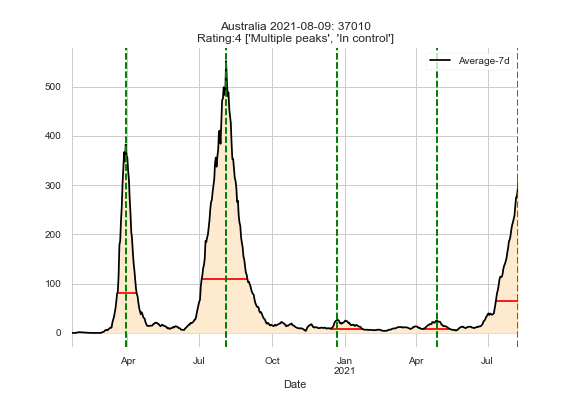 Australia 2021-08-09: 37010
Rating:4 ['Multiple peaks', 'In control']
Average-7d
500
400
300
200
100
0
Apr
Jul
Oct
Jan
2021
Apr
Jul
Date